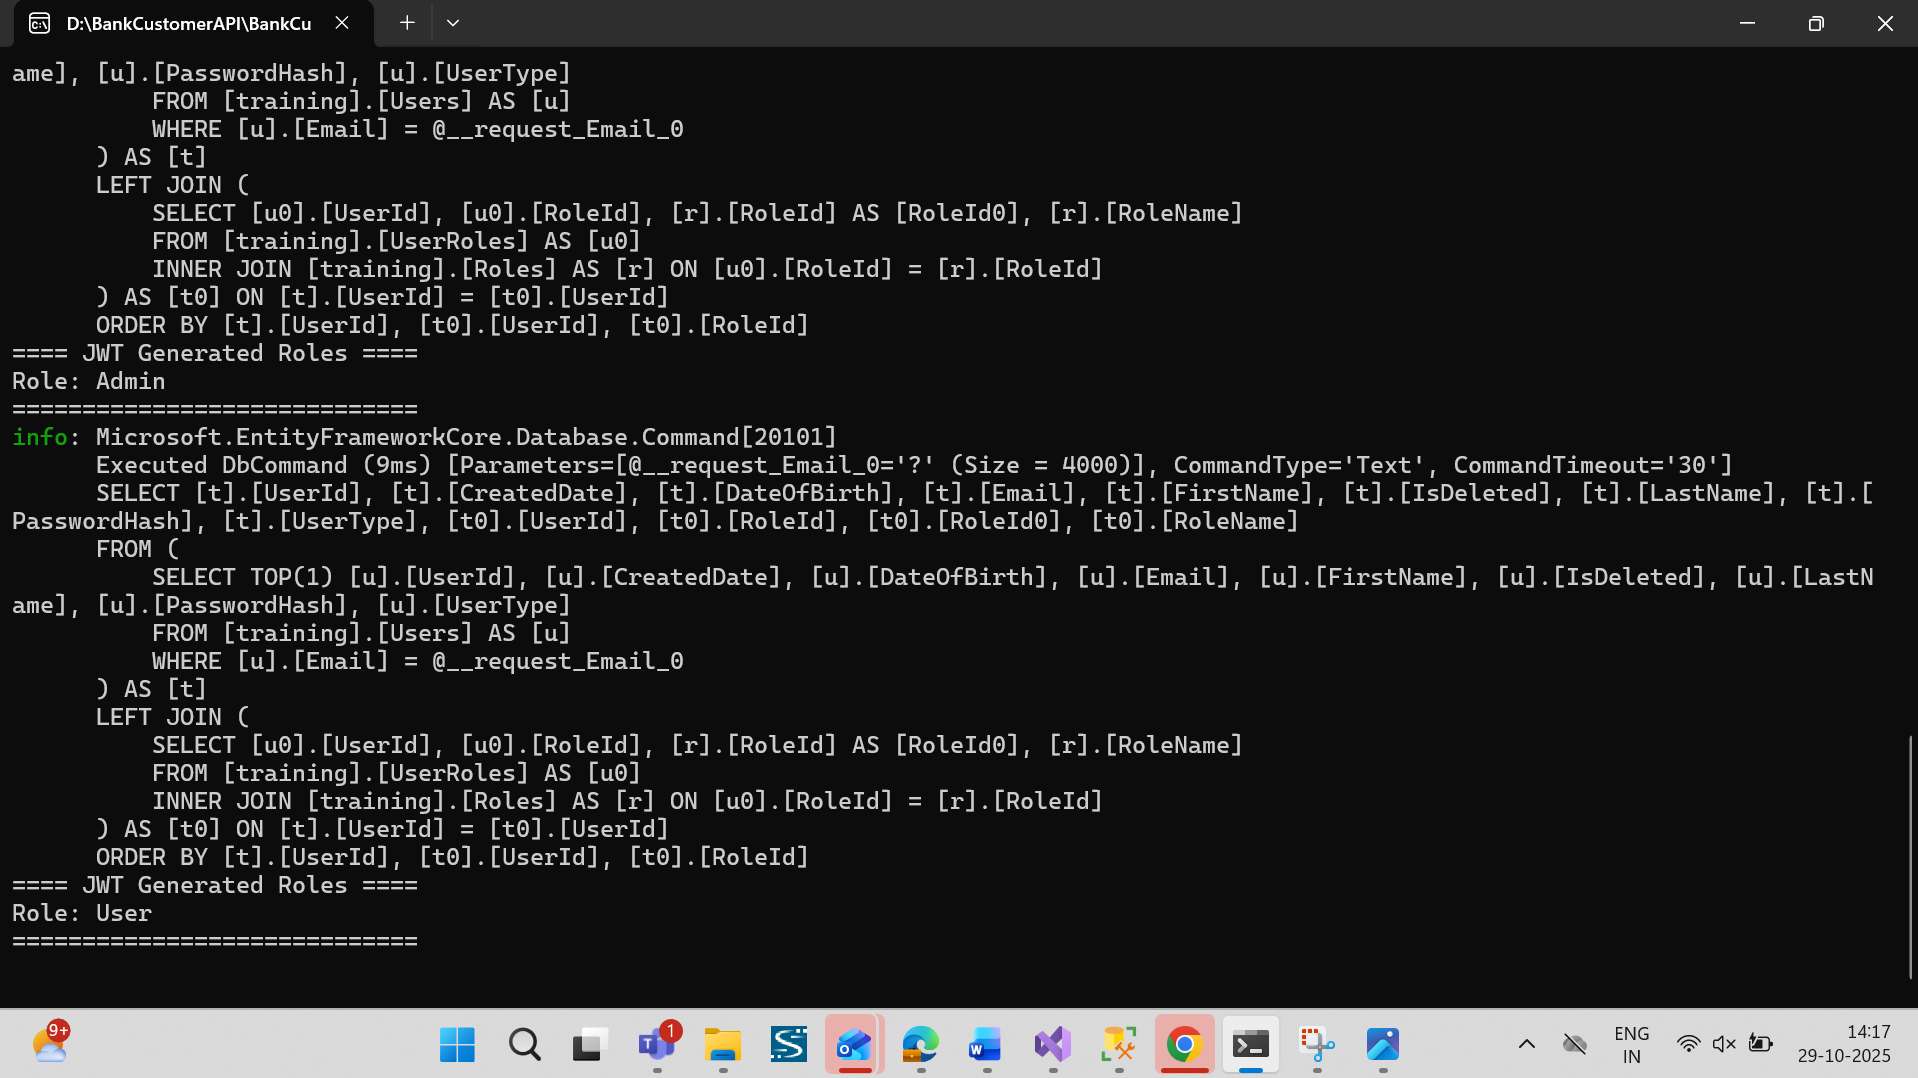 D:\BankCustomerAPI\BankCu
ame], [u].[PasswordHash], [u].[UserType]
FROM [training].[Users] AS [u]
WHERE [u].[Email] = @__request_Email_0
) AS [t]
LEFT JOIN (
SELECT [u0].[UserId], [u0].[RoleId], [r].[RoleId] AS [RoleId0], [r].[RoleName]
FROM [training].[UserRoles] AS [u0]
INNER JOIN [training].[Roles] AS [r] ON [u0].[RoleId] = [r].[RoleId]
) AS [t0] ON [t].[UserId] = [t0].[UserId]
ORDER BY [t].[UserId], [t0].[UserId], [t0].[RoleId]
==== JWT Generated Roles ====
Role: Admin
=============================
info: Microsoft.EntityFrameworkCore.Database.Command[20101]
Executed DbCommand (9ms) [Parameters=[@__request_Email_0='?' (Size = 4000)], CommandType='Text', CommandTimeout='30']
SELECT [t].[UserId], [t].[CreatedDate], [t].[DateOfBirth], [t].[Email], [t].[FirstName], [t].[IsDeleted], [t].[LastName], [t].[
PasswordHash], [t].[UserType], [t0].[UserId], [t0].[RoleId], [t0].[RoleId0], [t0].[RoleName]
FROM (
SELECT TOP(1) [u].[UserId], [u].[CreatedDate], [u].[DateOfBirth], [u].[Email], [u].[FirstName], [u].[IsDeleted], [u].[LastN
ame], [u].[PasswordHash], [u].[UserType]
FROM [training].[Users] AS [u]
WHERE [u].[Email] = @__request_Email_0
) AS [t]
LEFT JOIN (
SELECT [u0].[UserId], [u0].[RoleId], [r].[RoleId] AS [RoleId0], [r].[RoleName]
FROM [training].[UserRoles] AS [u0]
INNER JOIN [training].[Roles] AS [r] ON [u0].[RoleId] = [r].[RoleId]
) AS [t0] ON [t].[UserId] = [t0].[UserId]
ORDER BY [t].[UserId], [t0].[UserId], [t0].[RoleId]
==== JWT Generated Roles ====
Role: User
=============================
9+
1
ENG
IN
14:17
29-10-2025